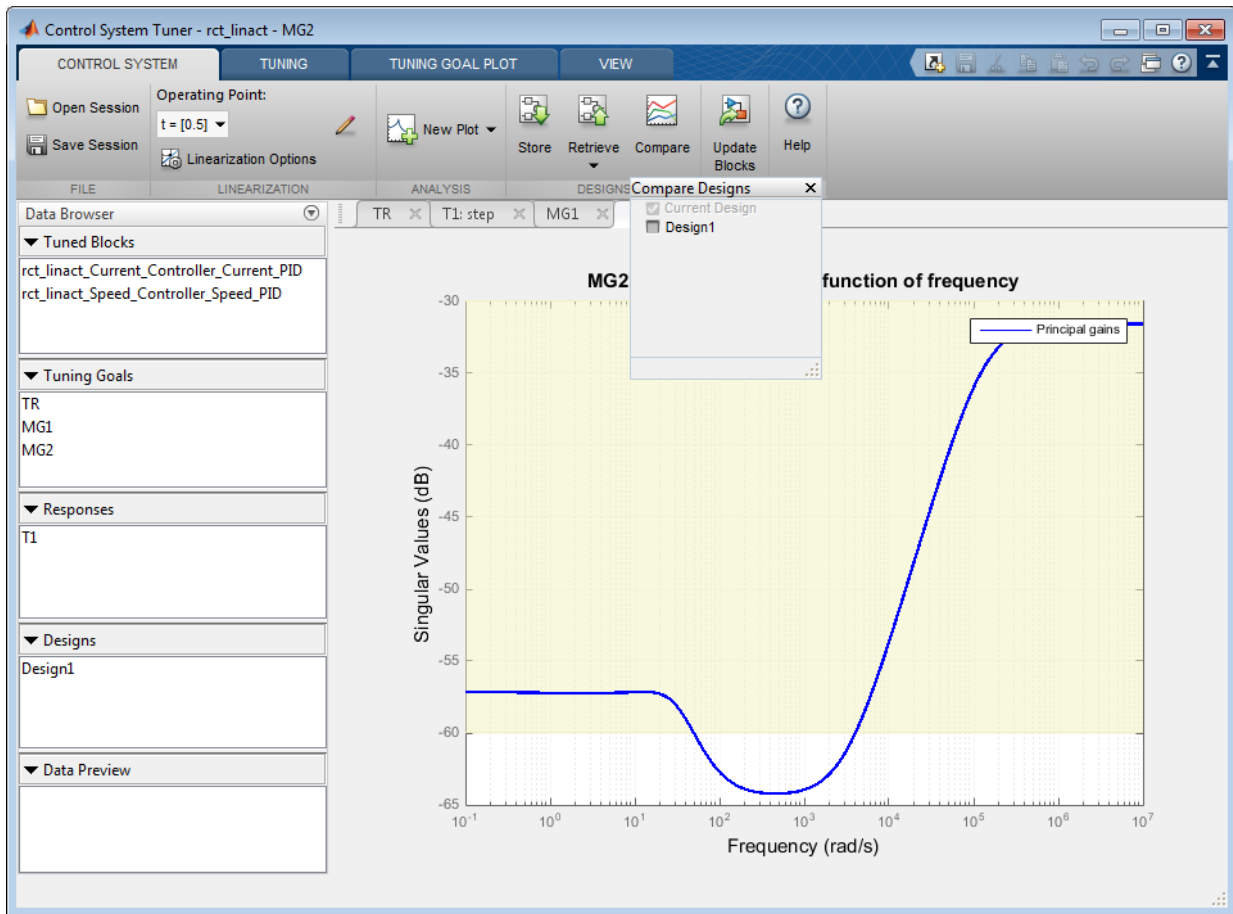 Control System Tuner - rct_linact - MG2
CONTROL SYSTEM TUNING TUNING GOAL PLOT VIEW
Open Session
Save Session
Operating Point:
t = [0.5]
Linearization Options
New Plot
Store
Retrieve
Compare
Update
Blocks
Help
FILE LINEARIZATION ANALYSIS DESIGNS
Compare Designs
Current Design
Design1
Data Browser
TR T1: step MG1
Tuned Blocks
rct_linact_Current_Controller_Current_PID
rct_linact_Speed_Controller_Speed_PID
Tuning Goals
TR
MG1
MG2
Responses
T1
Designs
Design1
Data Preview
MG2 function of frequency
Principal gains
Singular Values (dB)
-30
-35
-40
-45
-50
-55
-60
-65
10^-1 10^0 10^1 10^2 10^3 10^4 10^5 10^6 10^7
Frequency (rad/s)